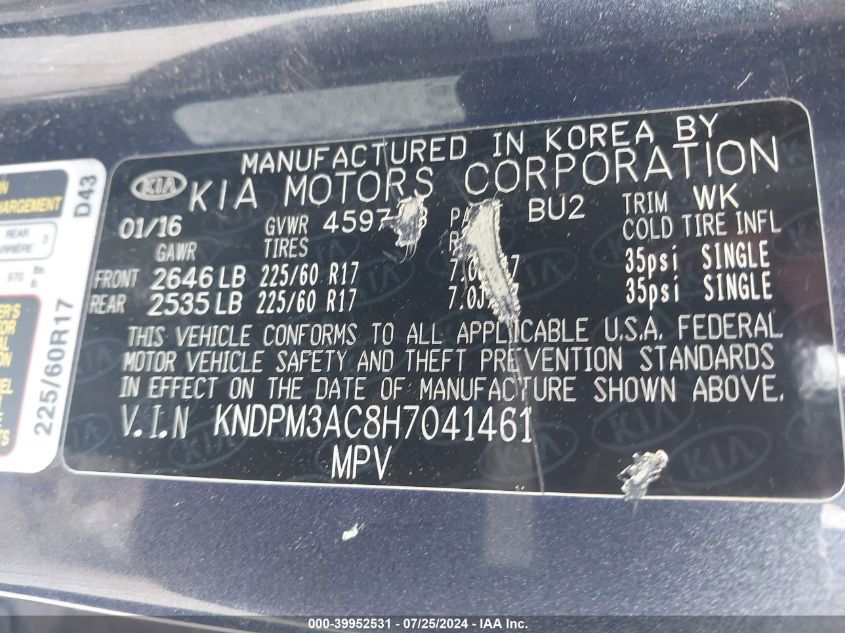 MANUFACTURED IN KOREA BY
KIA KIA MOTORS CORPORATION
01/16 GVWR BU2 TRIM WK
GAWR TIRES COLD TIRE INFL
FRONT 2646 LB 225/60 R17 35psi SINGLE
REAR 2535 LB 225/60 R17 35psi SINGLE
THIS VEHICLE CONFORMS TO ALL APPLICABLE U.S.A. FEDERAL
MOTOR VEHICLE SAFETY AND THEFT PREVENTION STANDARDS
IN EFFECT ON THE DATE OF MANUFACTURE SHOWN ABOVE.
V.I.N KNDPM3AC8H7041461
MPV
D43
225/60R17
000-39952531 - 07/25/2024 - IAA Inc.